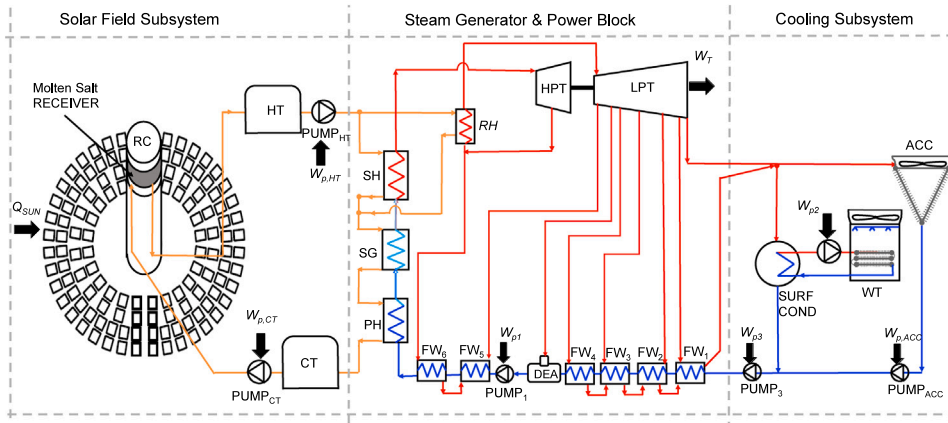 Solar Field Subsystem
Steam Generator & Power Block
Cooling Subsystem
Molten Salt
RECEIVER
RC
HT
PUMP_HT
W_p,HT
Q_SUN
W_p,CT
PUMP_CT
CT
RH
SH
SG
PH
HPT
LPT
W_T
FW_6
FW_5
W_p1
PUMP_1
DEA
FW_4
FW_3
FW_2
FW_1
ACC
W_p2
SURF
COND
WT
W_p3
PUMP_3
W_p,ACC
PUMP_ACC